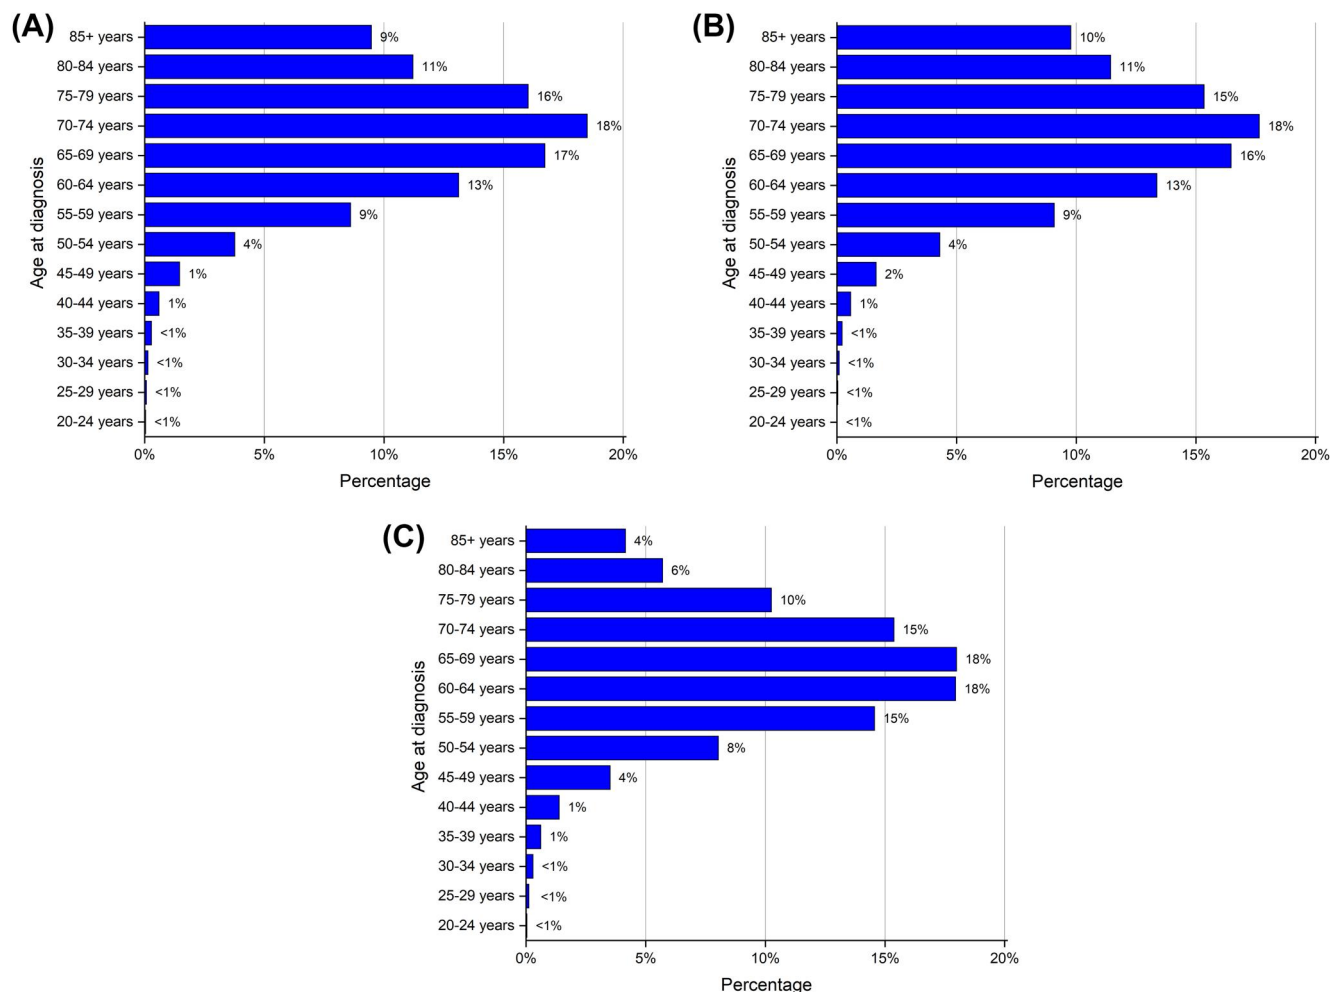 (A)
Age at diagnosis
85+ years 9%
80-84 years 11%
75-79 years 16%
70-74 years 18%
65-69 years 17%
60-64 years 13%
55-59 years 9%
50-54 years 4%
45-49 years 1%
40-44 years 1%
35-39 years <1%
30-34 years <1%
25-29 years <1%
20-24 years <1%
0% 5% 10% 15% 20%
Percentage
(B)
Age at diagnosis
85+ years 10%
80-84 years 11%
75-79 years 15%
70-74 years 18%
65-69 years 16%
60-64 years 13%
55-59 years 9%
50-54 years 4%
45-49 years 2%
40-44 years 1%
35-39 years <1%
30-34 years <1%
25-29 years <1%
20-24 years <1%
0% 5% 10% 15% 20%
Percentage
(C)
Age at diagnosis
85+ years 4%
80-84 years 6%
75-79 years 10%
70-74 years 15%
65-69 years 18%
60-64 years 18%
55-59 years 15%
50-54 years 8%
45-49 years 4%
40-44 years 1%
35-39 years 1%
30-34 years <1%
25-29 years <1%
20-24 years <1%
0% 5% 10% 15% 20%
Percentage